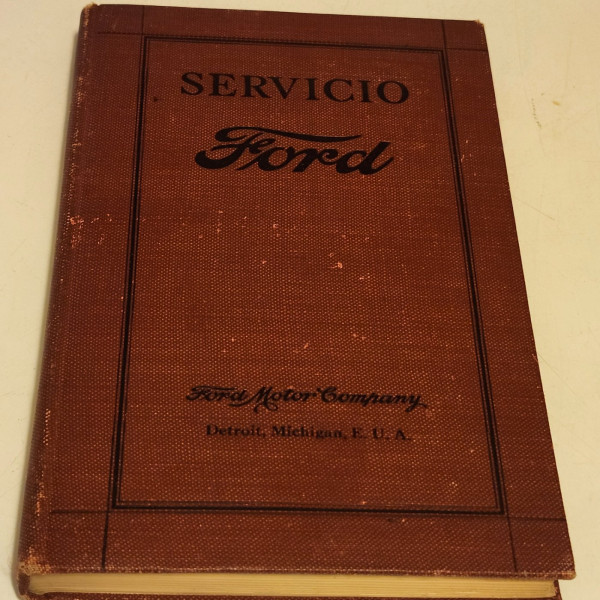 SERVICIO
Ford
Ford Motor Company
Detroit, Michigan, E. U. A.